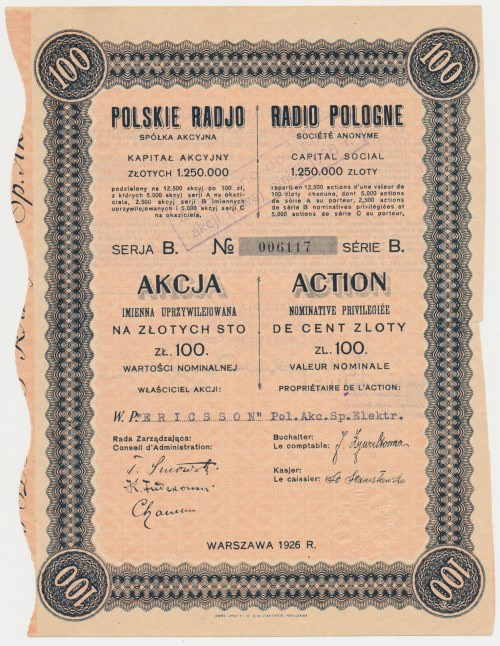 100
100
POLSKIE RADJO
SPÓŁKA AKCYJNA
KAPITAŁ AKCYJNY
ZŁOTYCH 1.250.000
podzielony na 12,500 akcyj po 100 zł,
z których 5,000 akcyj serji A na okazi-
ciela, 2,500 akcyj serji B imiennych
uprzywilejowanych i 5,000 akcyj serji C
na okaziciela.
RADIO POLOGNE
SOCIÉTÉ ANONYME
CAPITAL SOCIAL
1.250.000 ZLOTY
réparti en 12,500 actions d'une valeur de
100 zloty chacune, dont 5,000 actions
de série A au porteur, 2,500 actions
de série B nominatives privilégiées et
5,000 actions de série C au porteur.
SERJA B. № 006117 SÉRIE B.
AKCJA
IMIENNA UPRZYWILEJOWANA
NA ZŁOTYCH STO
ZŁ. 100.
WARTOŚCI NOMINALNEJ
WŁAŚCICIEL AKCJI:
ACTION
NOMINATIVE PRIVILEGIÉE
DE CENT ZLOTY
ZL. 100.
VALEUR NOMINALE
PROPRIÉTAIRE DE L'ACTION:
W.P. "ERICSSON" Pol.Akc.Sp.Elektr.
Rada Zarządzająca:
Conseil d'Administration:
Buchalter:
Le comptable:
Kasjer:
Le caissier:
WARSZAWA 1926 R.
100
100